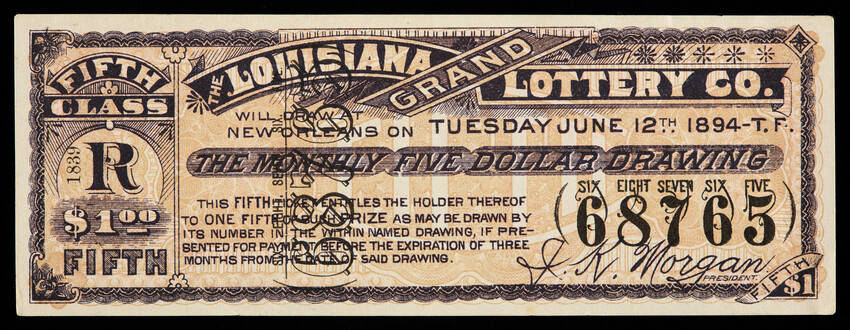 FIFTH
CLASS
1839
R
$1.00
FIFTH
THE LOUISIANA
GRAND
LOTTERY CO.
WILL DRAW AT
NEW ORLEANS ON TUESDAY JUNE 12TH 1894-T.F.
THE MONTHLY FIVE DOLLAR DRAWING
THIS FIFTH TICKET ENTITLES THE HOLDER THEREOF
TO ONE FIFTH OF SUCH PRIZE AS MAY BE DRAWN BY
ITS NUMBER IN THE WITHIN NAMED DRAWING, IF PRE-
SENTED FOR PAYMENT BEFORE THE EXPIRATION OF THREE
MONTHS FROM THE DATE OF SAID DRAWING.
SIX EIGHT SEVEN SIX FIVE
(68765)
J. K. Morgan
PRESIDENT.
FIFTH
$1